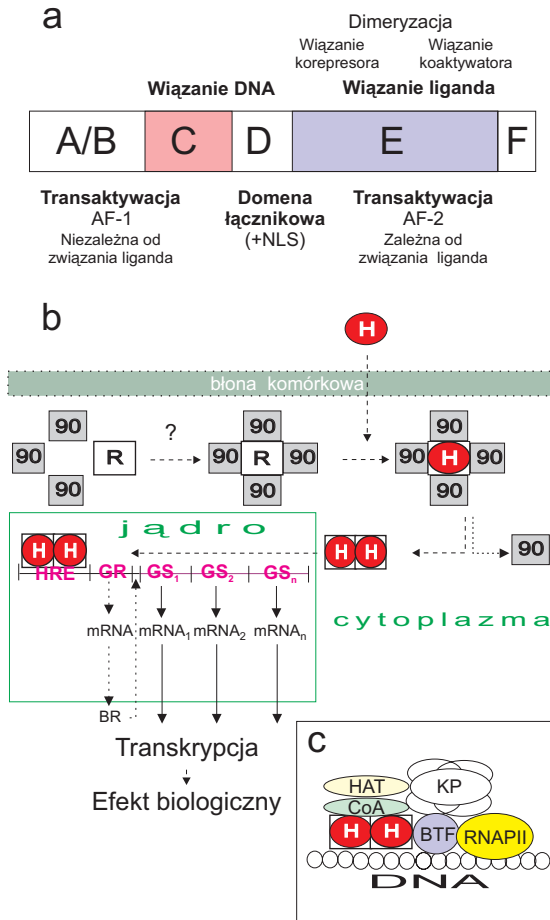 a
Dimeryzacja
Wiązanie korepresora
Wiązanie koaktywatora
Wiązanie DNA
Wiązanie liganda
A/B C D E F
Transaktywacja
AF-1
Niezależna od
związania liganda
Domena
łącznikowa
(+NLS)
Transaktywacja
AF-2
Zależna od
związania liganda
b
H
błona komórkowa
90
90 R
90
?
90
90 R 90
90
90
90 H 90
90
H H
jądro
H H
90
HRE GR GS1 GS2 GSn
mRNA mRNA1 mRNA2 mRNAn
cytoplazma
BR
Transkrypcja
Efekt biologiczny
c
HAT
KP
CoA
H H
BTF
RNAPII
DNA